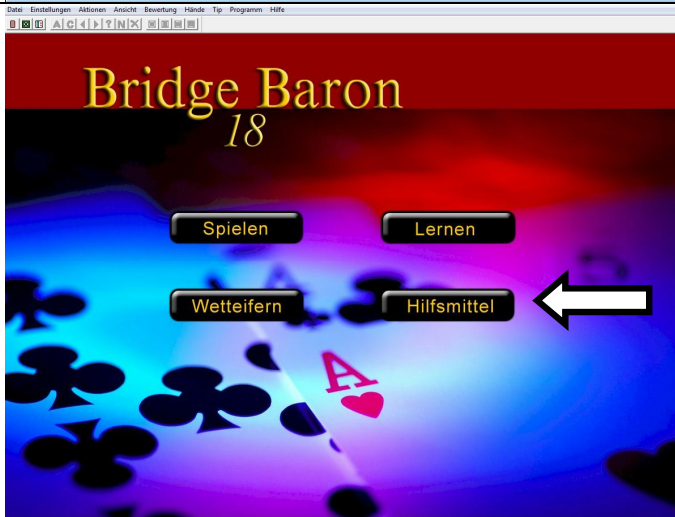 Datei Einstellungen Aktionen Ansicht Bewertung Hände Tip Programm Hilfe
A C ? N X
Bridge Baron
18
Spielen Lernen
Wetteifern Hilfsmittel
A
A